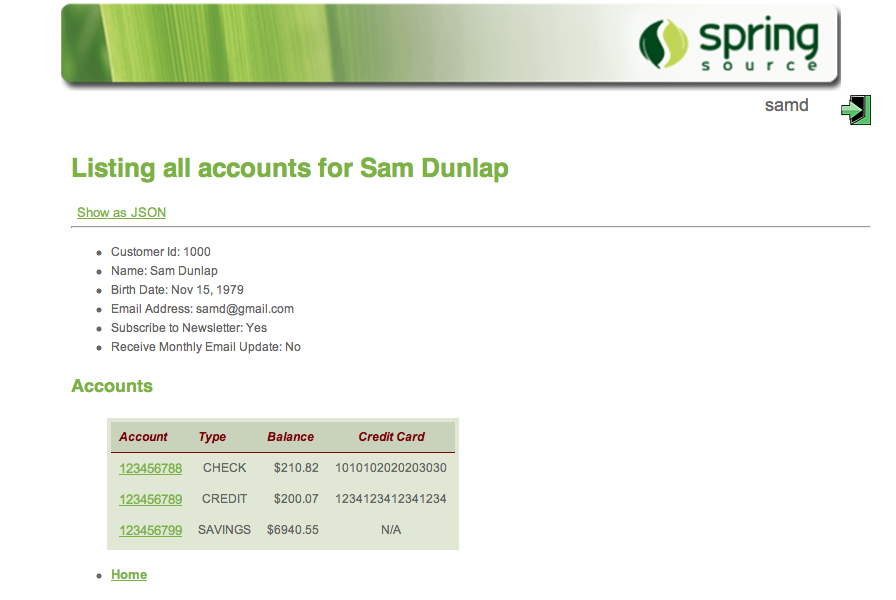 spring
source
samd
Listing all accounts for Sam Dunlap
Show as JSON
Customer Id: 1000
Name: Sam Dunlap
Birth Date: Nov 15, 1979
Email Address: samd@gmail.com
Subscribe to Newsletter: Yes
Receive Monthly Email Update: No
Accounts
Account Type Balance Credit Card
123456788 CHECK $210.82 1010102020203030
123456789 CREDIT $200.07 1234123412341234
123456799 SAVINGS $6940.55 N/A
Home